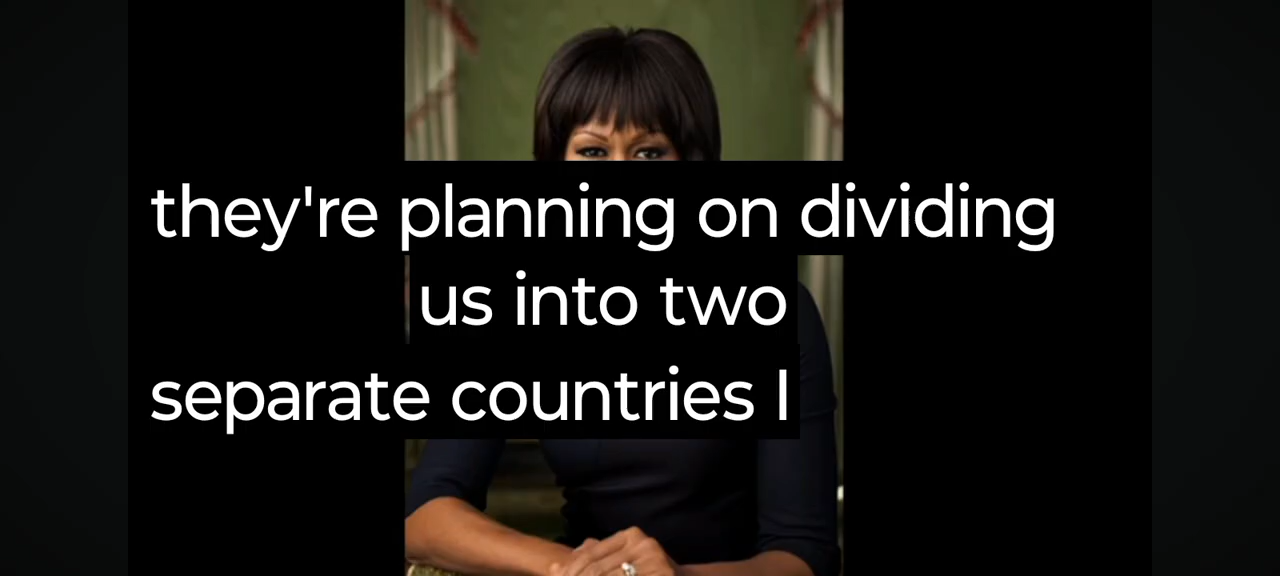 they're planning on dividing
us into two
separate countries I